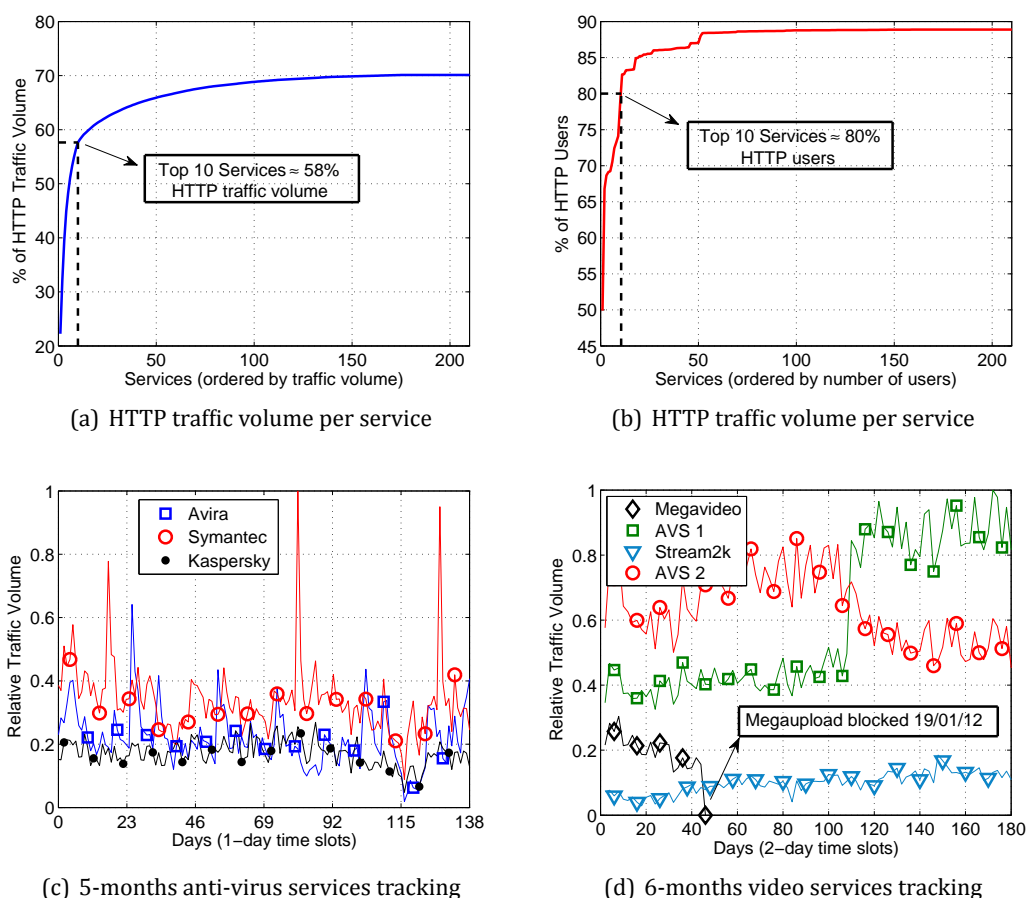 80
70
60
50
40
30
20
% of HTTP Traffic Volume
Top 10 Services ≈ 58%
HTTP traffic volume
0 50 100 150 200
Services (ordered by traffic volume)
(a) HTTP traffic volume per service
90
85
80
75
70
65
60
55
50
45
% of HTTP Users
Top 10 Services ≈ 80%
HTTP users
0 50 100 150 200
Services (ordered by number of users)
(b) HTTP traffic volume per service
1
0.8
0.6
0.4
0.2
0
Relative Traffic Volume
Avira
Symantec
Kaspersky
0 23 46 69 92 115 138
Days (1−day time slots)
(c) 5-months anti-virus services tracking
1
0.8
0.6
0.4
0.2
0
Relative Traffic Volume
Megavideo
AVS 1
Stream2k
AVS 2
Megaupload blocked 19/01/12
0 20 40 60 80 100 120 140 160 180
Days (2−day time slots)
(d) 6-months video services tracking